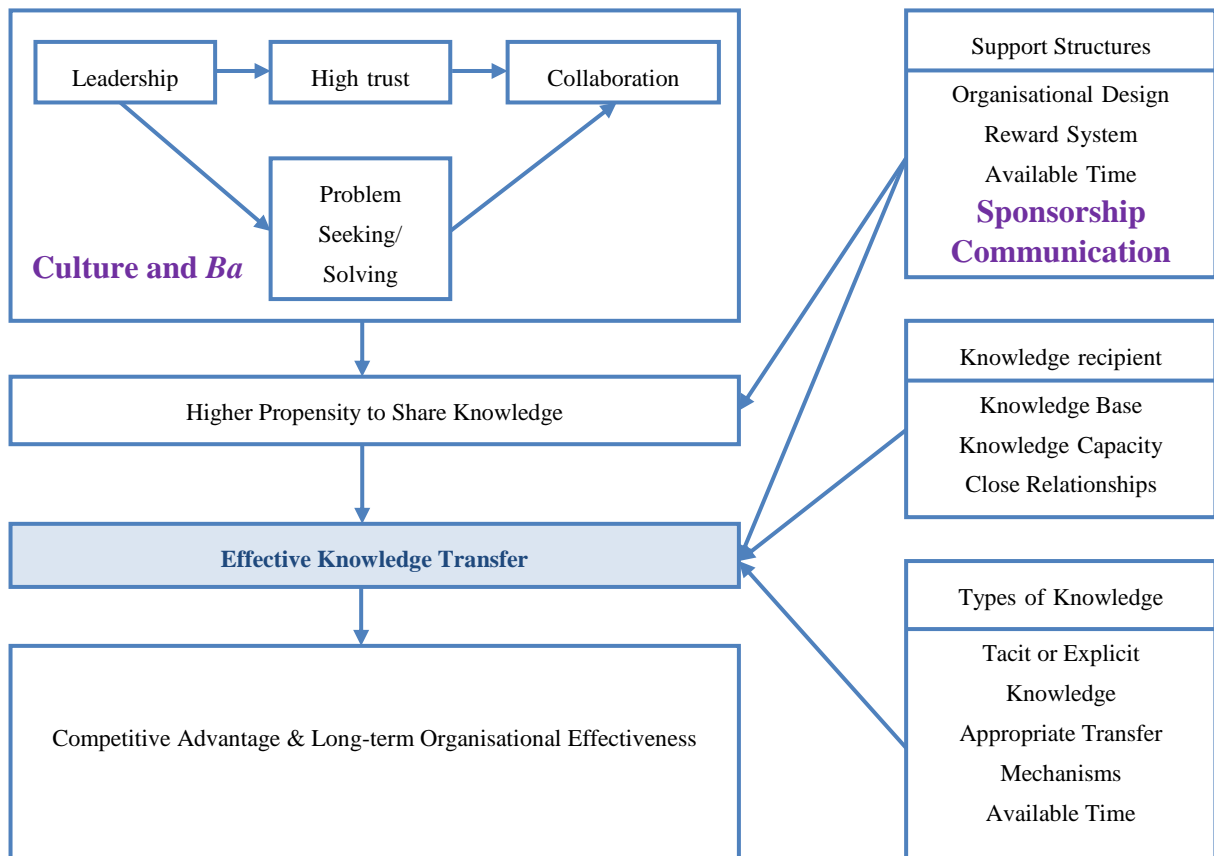 Leadership
High trust
Collaboration
Problem
Seeking/
Solving
Culture and Ba
Higher Propensity to Share Knowledge
Effective Knowledge Transfer
Competitive Advantage & Long-term Organisational Effectiveness
Support Structures
Organisational Design
Reward System
Available Time
Sponsorship
Communication
Knowledge recipient
Knowledge Base
Knowledge Capacity
Close Relationships
Types of Knowledge
Tacit or Explicit
Knowledge
Appropriate Transfer
Mechanisms
Available Time